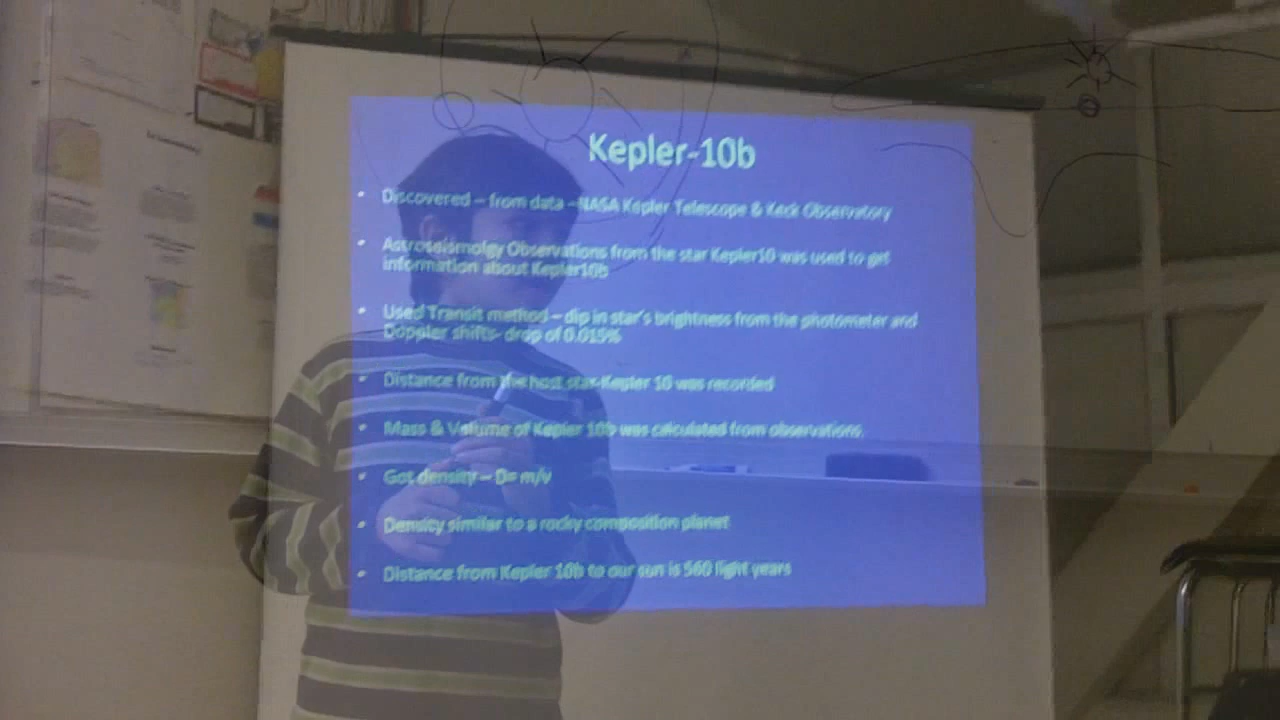 Kepler-10b
• Discovered – from data –NASA Kepler Telescope & Keck Observatory
• Astroseismolgy Observations from the star Kepler10 was used to get
information about Kepler10b
• Used Transit method – dip in star's brightness from the photometer and
Doppler shifts- drop of 0.015%
• Distance from the host star-Kepler 10 was recorded
• Mass & Volume of Kepler 10b was calculated from observations.
• Got density – D= m/v
• Density similar to a rocky composition planet
• Distance from Kepler 10b to our sun is 560 light years